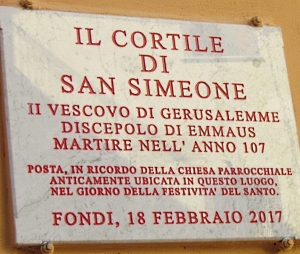 IL CORTILE
DI
SAN SIMEONE
II VESCOVO DI GERUSALEMME
DISCEPOLO DI EMMAUS
MARTIRE NELL' ANNO 107
POSTA, IN RICORDO DELLA CHIESA PARROCCHIALE
ANTICAMENTE UBICATA IN QUESTO LUOGO,
NEL GIORNO DELLA FESTIVITA' DEL SANTO.
FONDI, 18 FEBBRAIO 2017